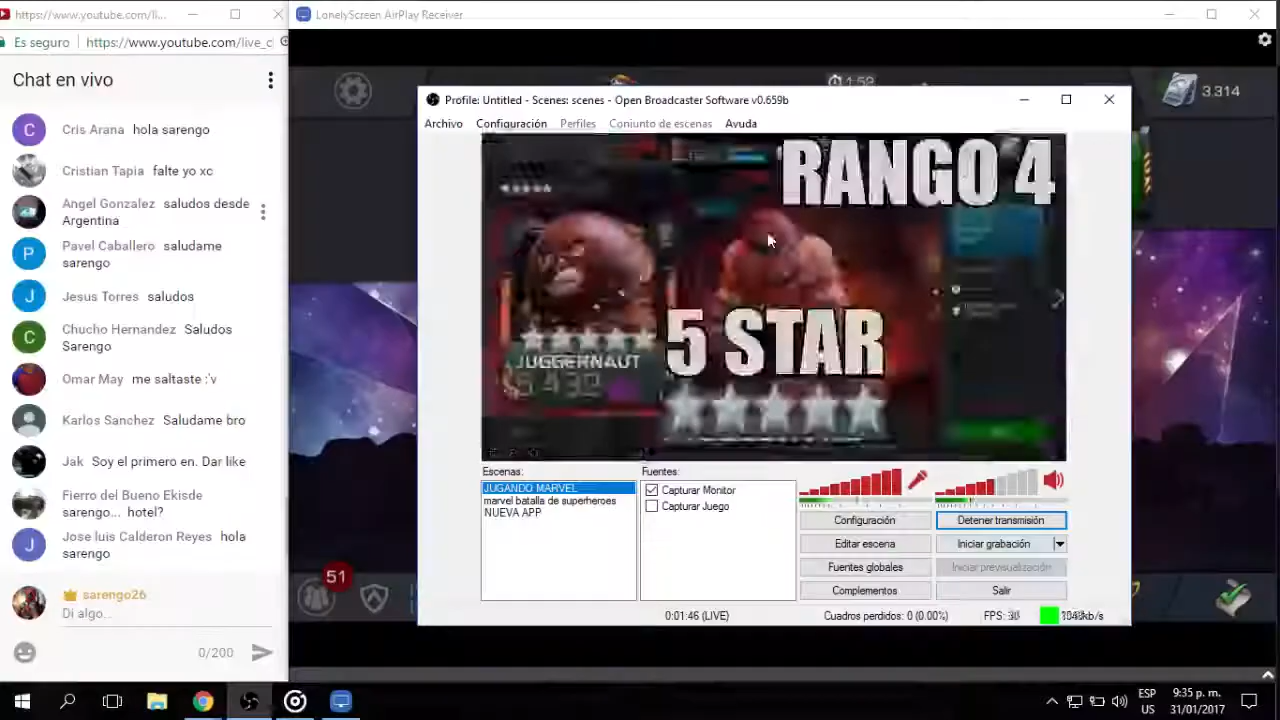 https://www.youtube.com/li...
LonelyScreen AirPlay Receiver
Es seguro
https://www.youtube.com/live_c
Chat en vivo
Cris Arana hola sarengo
Cristian Tapia falte yo xc
Angel Gonzalez saludos desde
Argentina
Pavel Caballero saludame
sarengo
Jesus Torres saludos
Chucho Hernandez Saludos
Sarengo
Omar May me saltaste :'v
Karlos Sanchez Saludame bro
Jak Soy el primero en. Dar like
Fierro del Bueno Ekisde
sarengo... hotel?
Jose luis Calderon Reyes hola
sarengo
sarengo26
Di algo...
0/200
1:59
3.314
51
Profile: Untitled - Scenes: scenes - Open Broadcaster Software v0.659b
Archivo Configuración Perfiles Conjunto de escenas Ayuda
RANGO 4
5 STAR
JUGGERNAUT
Escenas:
JUGANDO MARVEL
marvel batalla de superheroes
NUEVA APP
Fuentes:
Capturar Monitor
Capturar Juego
Configuración
Detener transmisión
Editar escena
Iniciar grabación
Fuentes globales
Iniciar previsualización
Complementos
Salir
0:01:46 (LIVE)
Cuadros perdidos: 0 (0.00%)
FPS:
ESP
US
9:35 p. m.
31/01/2017